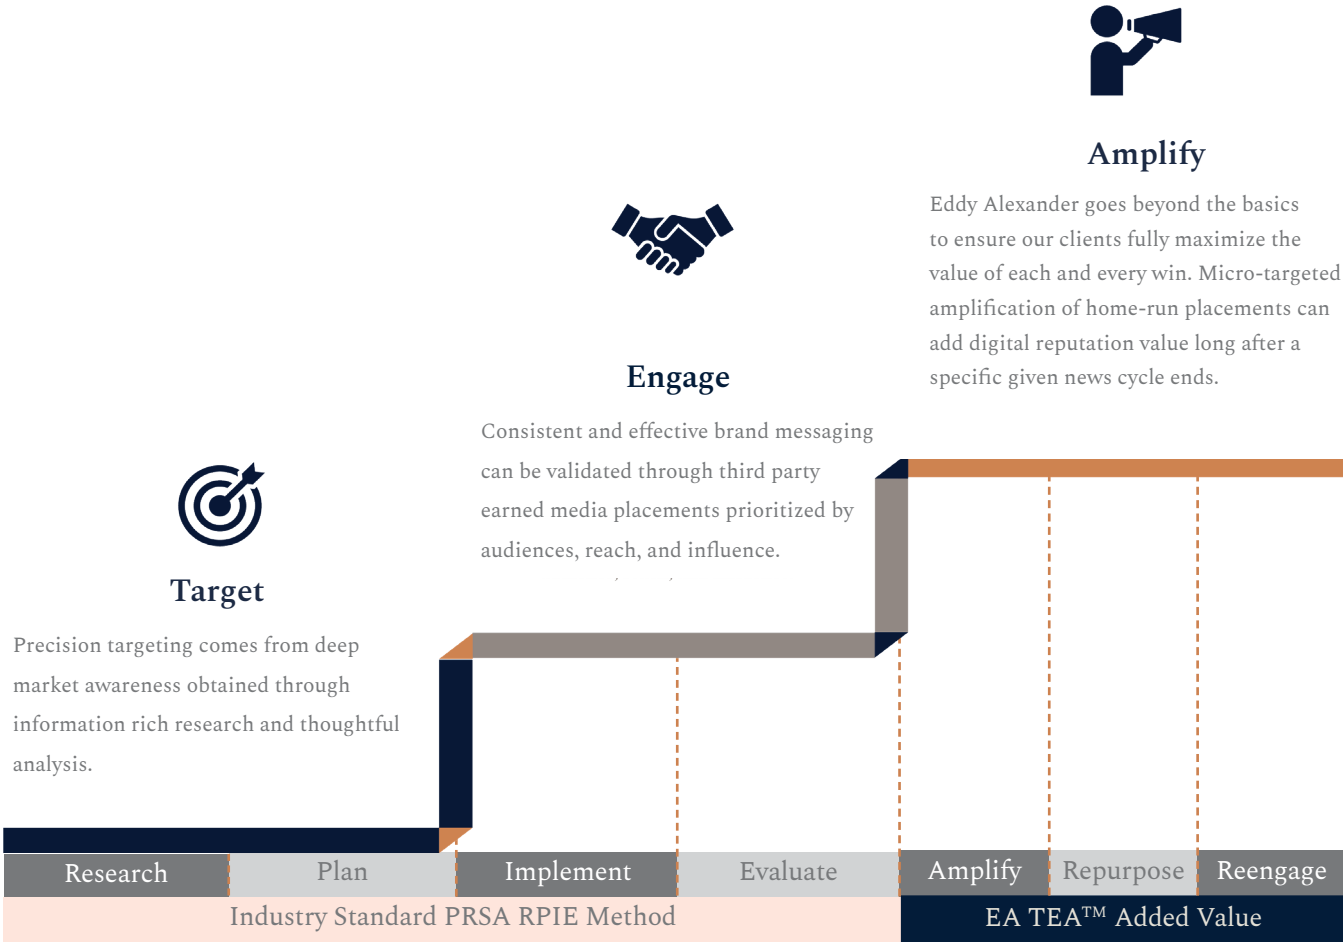 Amplify
Eddy Alexander goes beyond the basics
to ensure our clients fully maximize the
value of each and every win. Micro-targeted
amplification of home-run placements can
add digital reputation value long after a
specific given news cycle ends.
Engage
Consistent and effective brand messaging
can be validated through third party
earned media placements prioritized by
audiences, reach, and influence.
Target
Precision targeting comes from deep
market awareness obtained through
information rich research and thoughtful
analysis.
Research Plan Implement Evaluate Amplify Repurpose Reengage
Industry Standard PRSA RPIE Method EA TEA™ Added Value